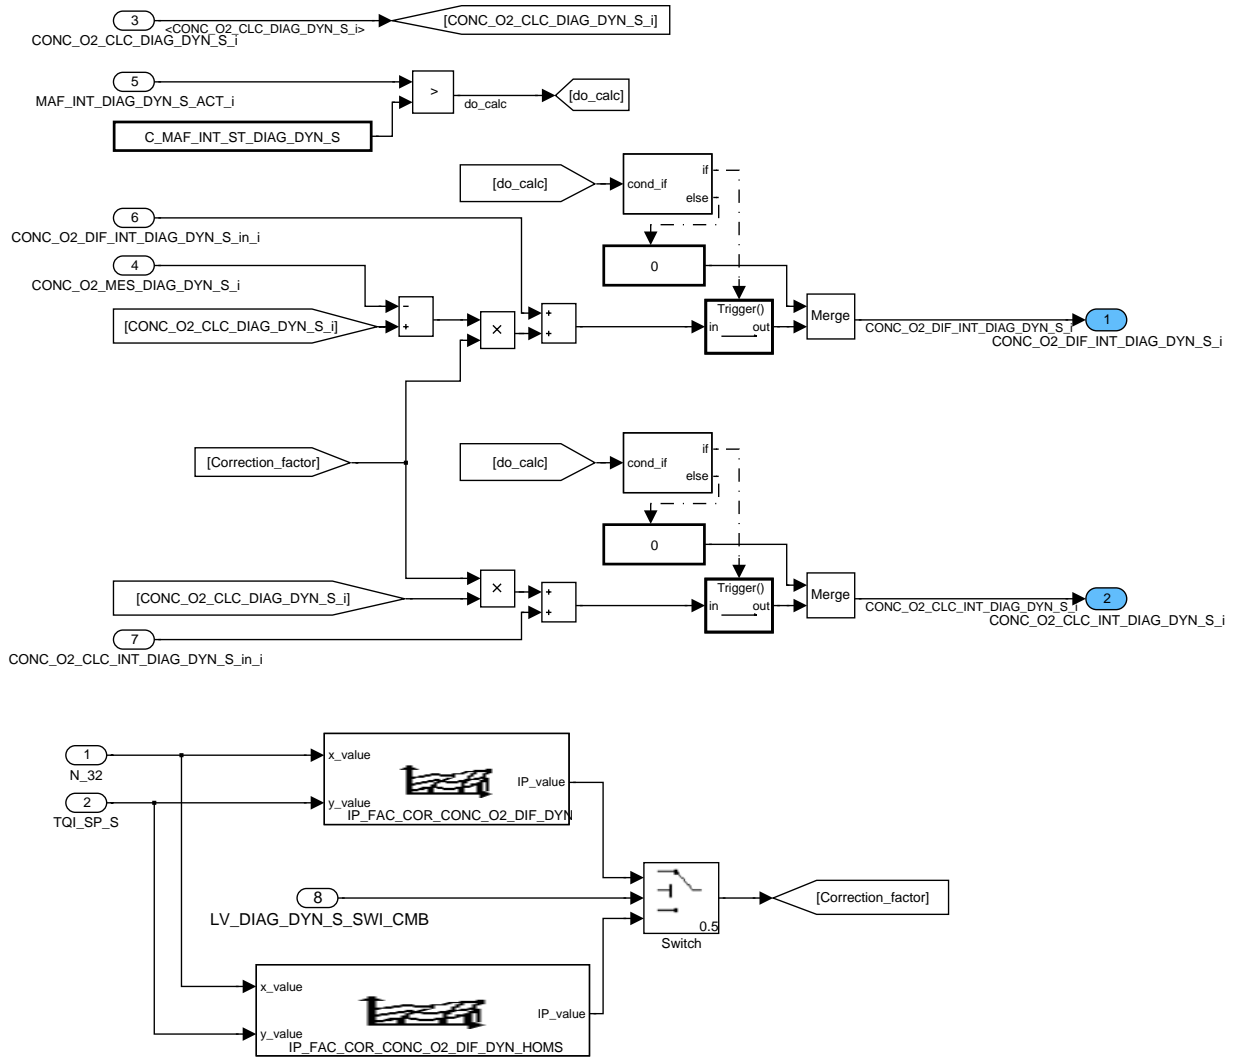 3
<CONC_O2_CLC_DIAG_DYN_S_i>
[CONC_O2_CLC_DIAG_DYN_S_i]
CONC_O2_CLC_DIAG_DYN_S_i
5
MAF_INT_DIAG_DYN_S_ACT_i
>
do_calc
[do_calc]
C_MAF_INT_ST_DIAG_DYN_S
[do_calc]
cond_if
if
else
6
CONC_O2_DIF_INT_DIAG_DYN_S_in_i
0
4
CONC_O2_MES_DIAG_DYN_S_i
[CONC_O2_CLC_DIAG_DYN_S_i]
-
+
×
+
+
Trigger()
in
out
Merge
CONC_O2_DIF_INT_DIAG_DYN_S_i
1
CONC_O2_DIF_INT_DIAG_DYN_S_i
[Correction_factor]
[do_calc]
cond_if
if
else
0
[CONC_O2_CLC_DIAG_DYN_S_i]
×
+
+
Trigger()
in
out
Merge
CONC_O2_CLC_INT_DIAG_DYN_S_i
2
CONC_O2_CLC_INT_DIAG_DYN_S_i
7
CONC_O2_CLC_INT_DIAG_DYN_S_in_i
1
N_32
2
TQI_SP_S
x_value
y_value
IP_value
IP_FAC_COR_CONC_O2_DIF_DYN
8
LV_DIAG_DYN_S_SWI_CMB
0.5
Switch
[Correction_factor]
x_value
y_value
IP_value
IP_FAC_COR_CONC_O2_DIF_DYN_HOMS